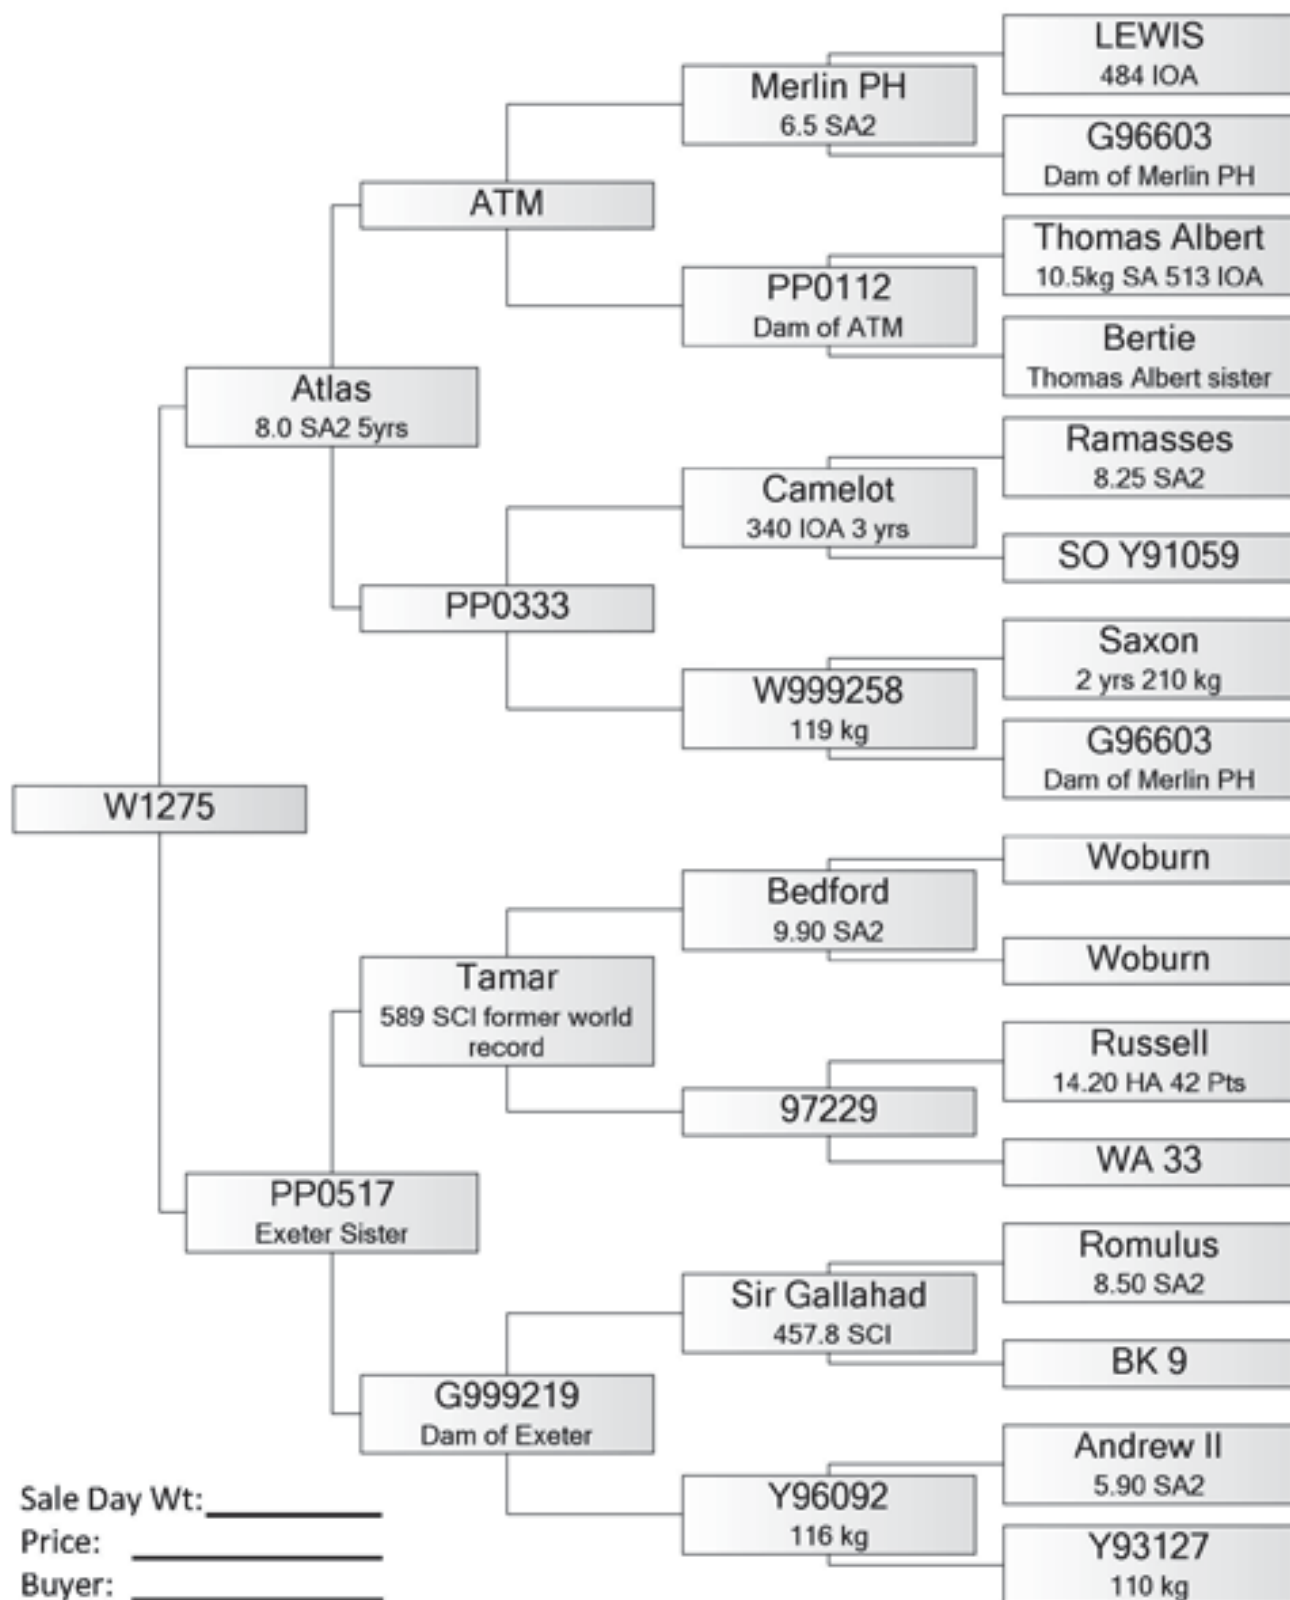 LEWIS
484 IOA
Merlin PH
6.5 SA2
G96603
Dam of Merlin PH
ATM
Thomas Albert
10.5kg SA 513 IOA
PP0112
Dam of ATM
Bertie
Thomas Albert sister
Atlas
8.0 SA2 5yrs
Ramasses
8.25 SA2
Camelot
340 IOA 3 yrs
SO Y91059
PP0333
Saxon
2 yrs 210 kg
W999258
119 kg
G96603
Dam of Merlin PH
W1275
Woburn
Bedford
9.90 SA2
Woburn
Tamar
589 SCI former world
record
Russell
14.20 HA 42 Pts
97229
WA 33
PP0517
Exeter Sister
Romulus
8.50 SA2
Sir Gallahad
457.8 SCI
BK 9
G999219
Dam of Exeter
Andrew II
5.90 SA2
Y96092
116 kg
Y93127
110 kg
Sale Day Wt:
Price:
Buyer: